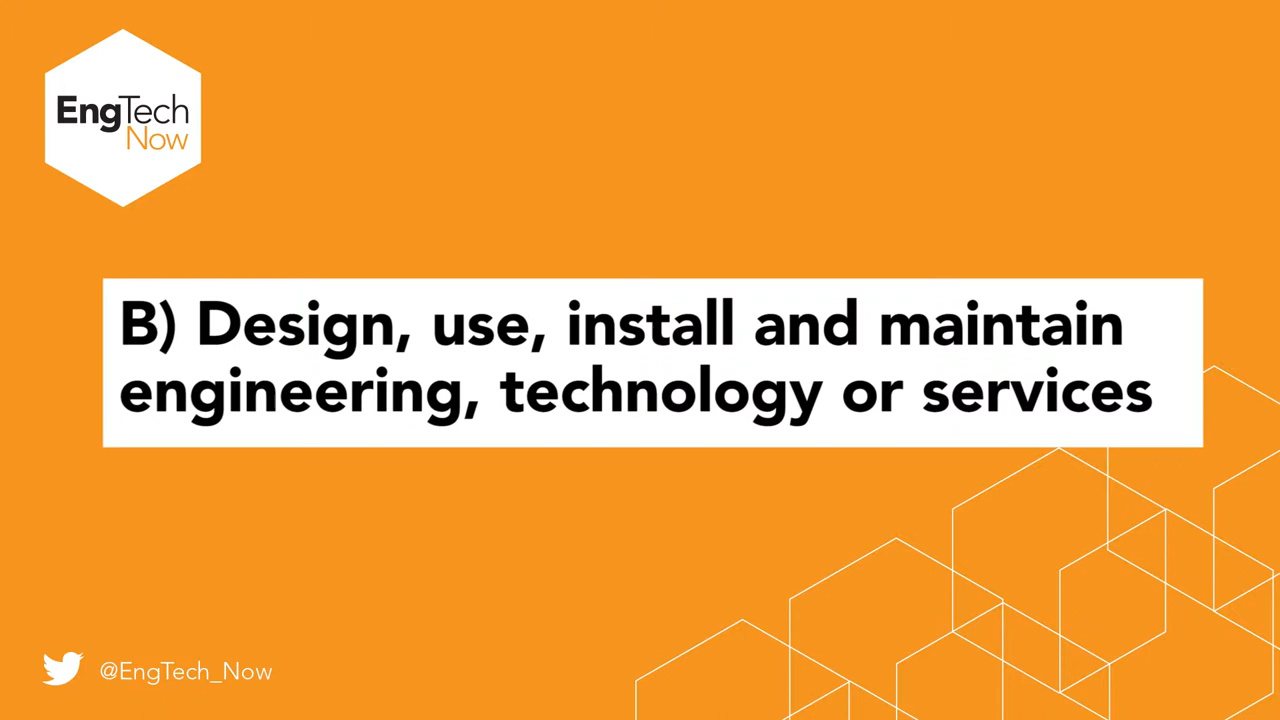 EngTech
Now
B) Design, use, install and maintain
engineering, technology or services
@EngTech_Now